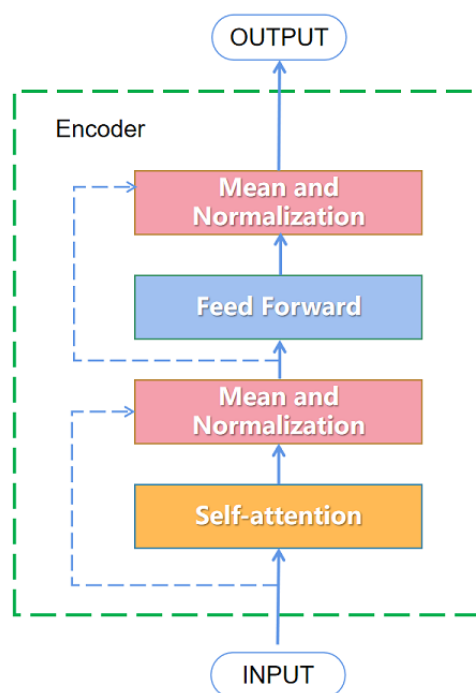 OUTPUT
Encoder
Mean and
Normalization
Feed Forward
Mean and
Normalization
Self-attention
INPUT